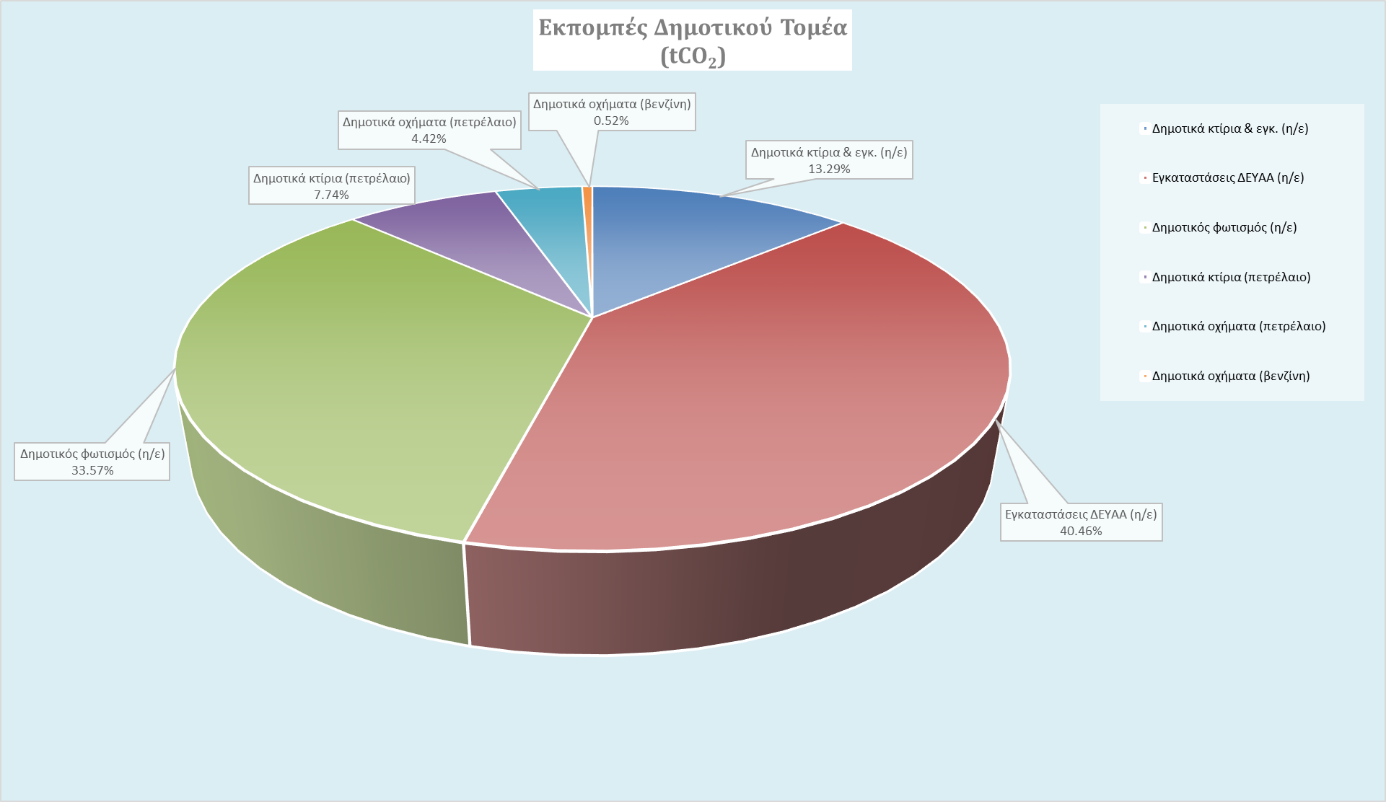 Εκπομπές Δημοτικού Τομέα
(tCO₂)
Δημοτικά οχήματα (βενζίνη)
0.52%
Δημοτικά οχήματα (πετρέλαιο)
4.42%
Δημοτικά κτίρια & εγκ. (η/ε)
13.29%
Δημοτικά κτίρια (πετρέλαιο)
7.74%
Δημοτικός φωτισμός (η/ε)
33.57%
Εγκαταστάσεις ΔΕΥΑΑ (η/ε)
40.46%
Δημοτικά κτίρια & εγκ. (η/ε)
Εγκαταστάσεις ΔΕΥΑΑ (η/ε)
Δημοτικός φωτισμός (η/ε)
Δημοτικά κτίρια (πετρέλαιο)
Δημοτικά οχήματα (πετρέλαιο)
Δημοτικά οχήματα (βενζίνη)